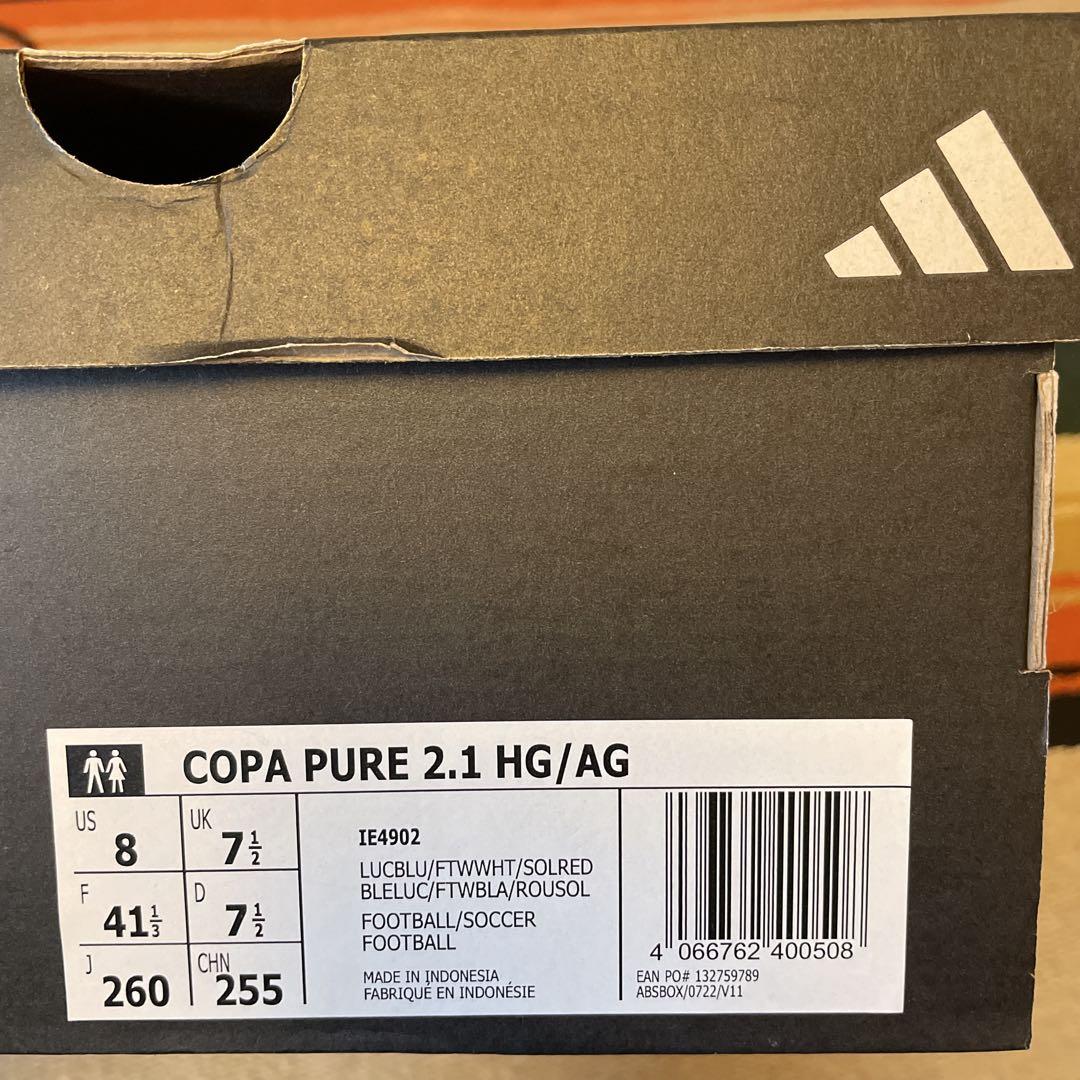 COPA PURE 2.1 HG/AG
US 8 UK 7 1/2
F 41 1/3 D 7 1/2
J 260 CHN 255
IE4902
LUCBLU/FTWWHT/SOLRED
BLELUC/FTWBLA/ROUSOL
FOOTBALL/SOCCER
FOOTBALL
MADE IN INDONESIA
FABRIQUÉ EN INDONÉSIE
4 066762 400508
EAN PO# 132759789
ABSBOX/0722/V11